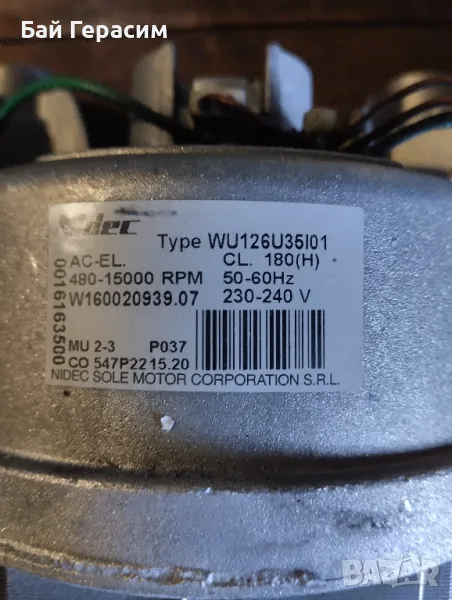 Бай Герасим
Nidec
Type WU126U35I01
AC-EL.
CL. 180(H)
480-15000 RPM
50-60Hz
W160020939.07
230-240 V
MU 2-3
P037
CO 547P2215.20
NIDEC SOLE MOTOR CORPORATION S.R.L.
0016163500
BAZAR